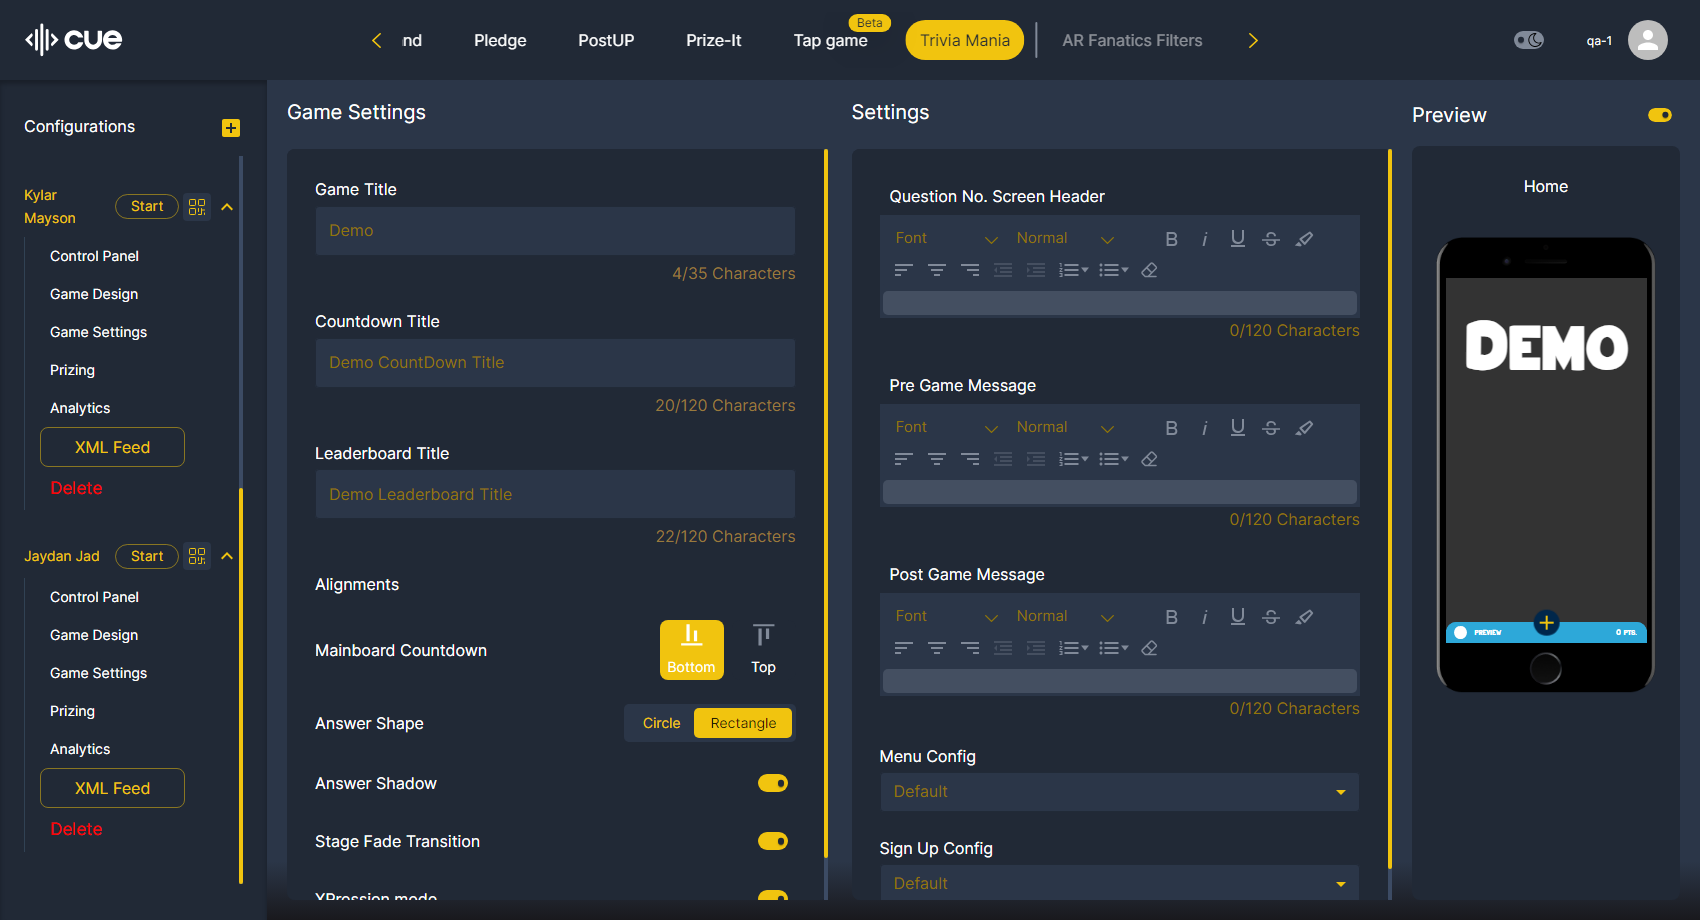 cue
nd
Pledge
PostUP
Prize-It
Tap game
Beta
Trivia Mania
AR Fanatics Filters
qa-1
Configurations
Kylar
Mayson
Start
Control Panel
Game Design
Game Settings
Prizing
Analytics
XML Feed
Delete
Jaydan Jad
Start
Control Panel
Game Design
Game Settings
Prizing
Analytics
XML Feed
Delete
Game Settings
Game Title
Demo
4/35 Characters
Countdown Title
Demo CountDown Title
20/120 Characters
Leaderboard Title
Demo Leaderboard Title
22/120 Characters
Alignments
Mainboard Countdown
Bottom
Top
Answer Shape
Circle
Rectangle
Answer Shadow
Stage Fade Transition
XPression mode
Settings
Question No. Screen Header
Font
Normal
0/120 Characters
Pre Game Message
Font
Normal
0/120 Characters
Post Game Message
Font
Normal
0/120 Characters
Menu Config
Default
Sign Up Config
Default
Preview
Home
DEMO
PREVIEW
0 PTS.